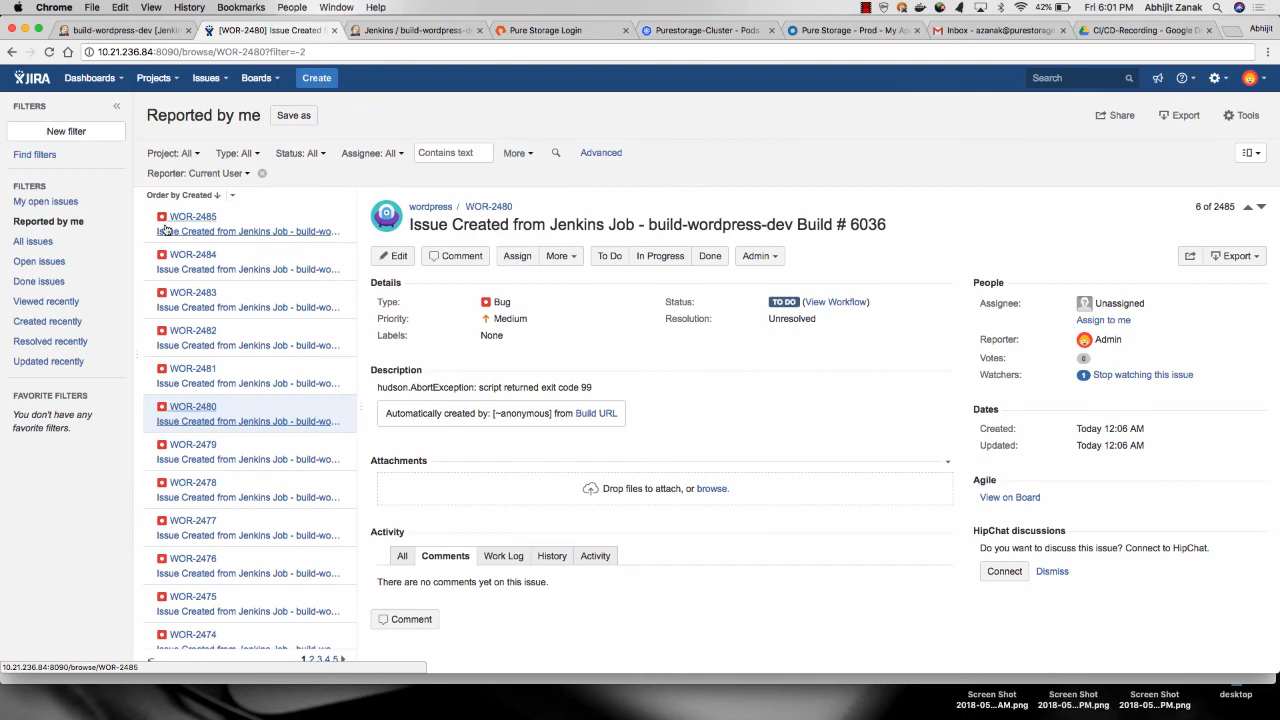 Chrome File Edit View History Bookmarks People Window Help 42% Fri 6:01 PM Abhijit Zanak
build-wordpress-dev [Jenki [WOR-2480] Issue Created f Jenkins / build-wordpress-de Pure Storage Login Purestorage-Cluster - Pods Pure Storage - Prod - My Ap Inbox - azanak@purestorag CI/CD-Recording - Google D Abhijit
10.21.236.84:8090/browse/WOR-2480?filter=-2
JIRA Dashboards Projects Issues Boards Create Search
FILTERS
New filter
Find filters
FILTERS
My open issues
Reported by me
All issues
Open issues
Done issues
Viewed recently
Created recently
Resolved recently
Updated recently
FAVORITE FILTERS
You don't have any
favorite filters.
Reported by me Save as
Share Export Tools
Project: All Type: All Status: All Assignee: All Contains text More Advanced
Reporter: Current User
Order by Created
WOR-2485
Issue Created from Jenkins Job - build-wo...
WOR-2484
Issue Created from Jenkins Job - build-wo...
WOR-2483
Issue Created from Jenkins Job - build-wo...
WOR-2482
Issue Created from Jenkins Job - build-wo...
WOR-2481
Issue Created from Jenkins Job - build-wo...
WOR-2480
Issue Created from Jenkins Job - build-wo...
WOR-2479
Issue Created from Jenkins Job - build-wo...
WOR-2478
Issue Created from Jenkins Job - build-wo...
WOR-2477
Issue Created from Jenkins Job - build-wo...
WOR-2476
Issue Created from Jenkins Job - build-wo...
WOR-2475
Issue Created from Jenkins Job - build-wo...
WOR-2474
Issue Created from Jenkins Job - build-wo...
1 2 3 4 5
wordpress / WOR-2480
Issue Created from Jenkins Job - build-wordpress-dev Build # 6036
6 of 2485
Edit Comment Assign More To Do In Progress Done Admin Export
Details
Type: Bug Status: TO DO (View Workflow)
Priority: Medium Resolution: Unresolved
Labels: None
Description
hudson.AbortException: script returned exit code 99
Automatically created by: [~anonymous] from Build URL
Attachments
Drop files to attach, or browse.
Activity
All Comments Work Log History Activity
There are no comments yet on this issue.
Comment
People
Assignee: Unassigned
Assign to me
Reporter: Admin
Votes: 0
Watchers: 1 Stop watching this issue
Dates
Created: Today 12:06 AM
Updated: Today 12:06 AM
Agile
View on Board
HipChat discussions
Do you want to discuss this issue? Connect to HipChat.
Connect Dismiss
10.21.236.84:8090/browse/WOR-2485
Screen Shot Screen Shot Screen Shot desktop
2018-05...AM.png 2018-05...PM.png 2018-05...PM.png